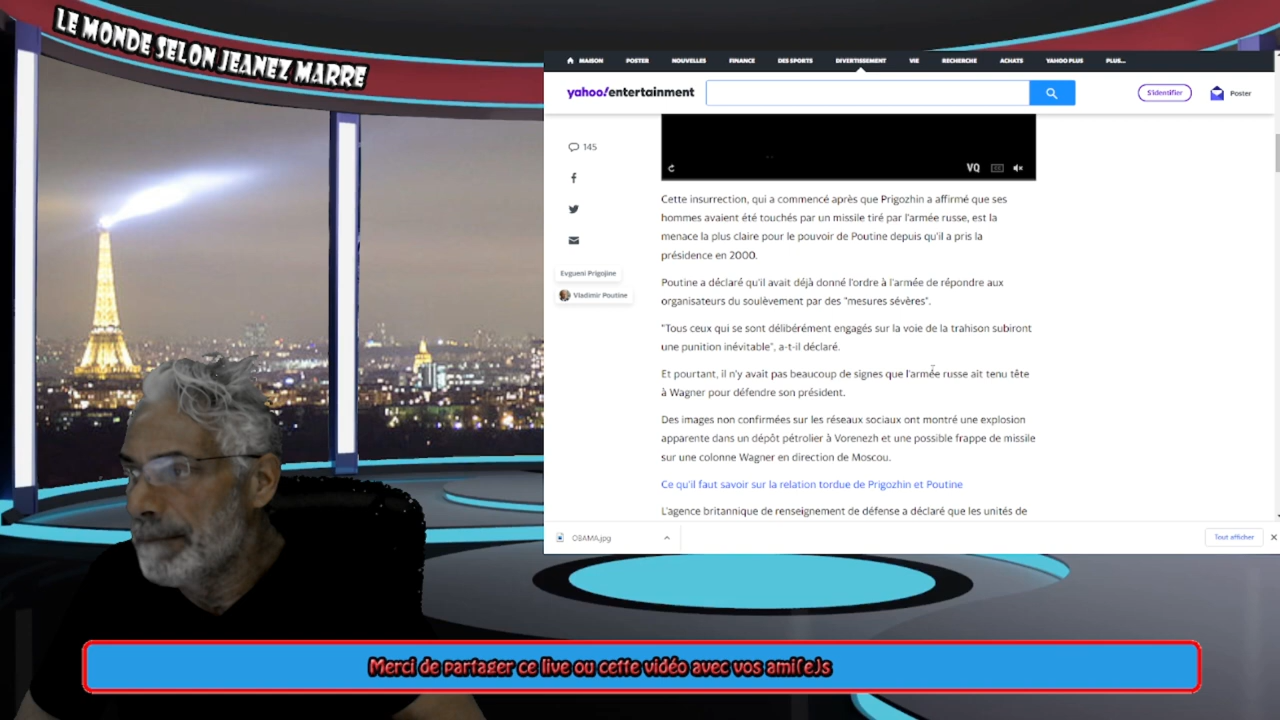 LE MONDE SELON JEANEZ MARRE
MAISON POSTER NOUVELLES FINANCE DES SPORTS DIVERTISSEMENT VIE RECHERCHE ACHATS YAHOO PLUS PLUS...
yahoo!entertainment
S'identifier
Poster
145
VQ
Evgueni Prigojine
Vladimir Poutine
Cette insurrection, qui a commencé après que Prigozhin a affirmé que ses
hommes avaient été touchés par un missile tiré par l'armée russe, est la
menace la plus claire pour le pouvoir de Poutine depuis qu'il a pris la
présidence en 2000.
Poutine a déclaré qu'il avait déjà donné l'ordre à l'armée de répondre aux
organisateurs du soulèvement par des "mesures sévères".
"Tous ceux qui se sont délibérément engagés sur la voie de la trahison subiront
une punition inévitable", a-t-il déclaré.
Et pourtant, il n'y avait pas beaucoup de signes que l'armée russe ait tenu tête
à Wagner pour défendre son président.
Des images non confirmées sur les réseaux sociaux ont montré une explosion
apparente dans un dépôt pétrolier à Vorenezh et une possible frappe de missile
sur une colonne Wagner en direction de Moscou.
Ce qu'il faut savoir sur la relation tordue de Prigozhin et Poutine
L'agence britannique de renseignement de défense a déclaré que les unités de
OBAMA.jpg
Tout afficher
Merci de partager ce live ou cette vidéo avec vos ami(e)s